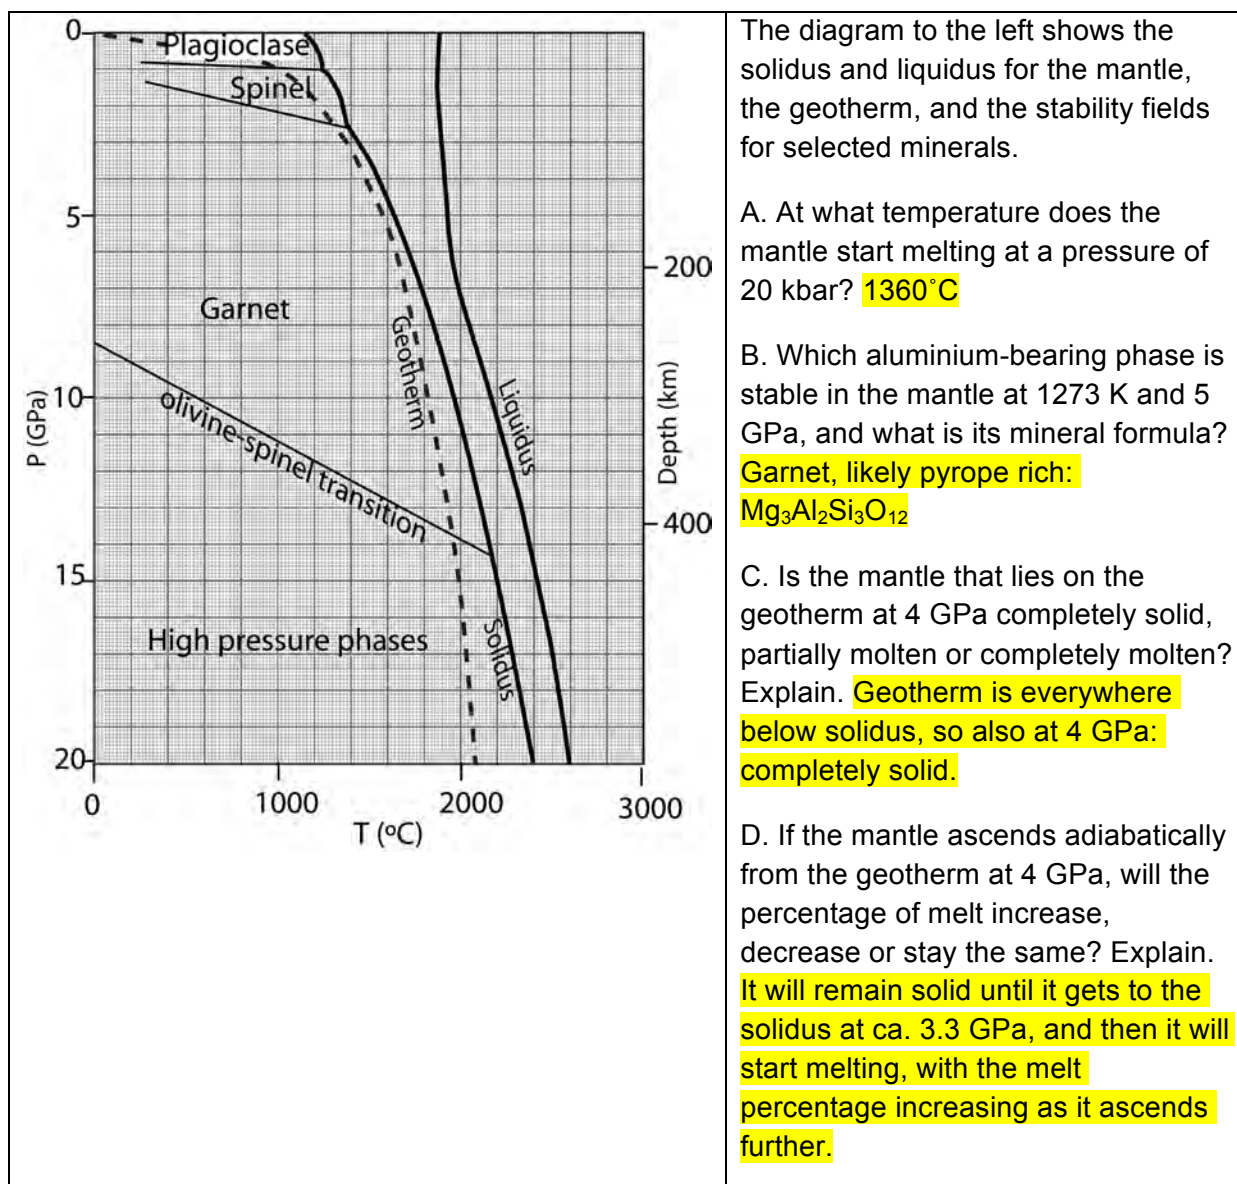 0
Plagioclase
Spinel
5
200
Garnet
Geotherm
P (GPa)
10
olivine-spinel transition
Liquidus
Depth (km)
400
15
High pressure phases
Solidus
20
0
1000
2000
3000
T (ºC)
The diagram to the left shows the
solidus and liquidus for the mantle,
the geotherm, and the stability fields
for selected minerals.
A. At what temperature does the
mantle start melting at a pressure of
20 kbar? 1360˚C
B. Which aluminium-bearing phase is
stable in the mantle at 1273 K and 5
GPa, and what is its mineral formula?
Garnet, likely pyrope rich:
Mg₃Al₂Si₃O₁₂
C. Is the mantle that lies on the
geotherm at 4 GPa completely solid,
partially molten or completely molten?
Explain. Geotherm is everywhere
below solidus, so also at 4 GPa:
completely solid.
D. If the mantle ascends adiabatically
from the geotherm at 4 GPa, will the
percentage of melt increase,
decrease or stay the same? Explain.
It will remain solid until it gets to the
solidus at ca. 3.3 GPa, and then it will
start melting, with the melt
percentage increasing as it ascends
further.